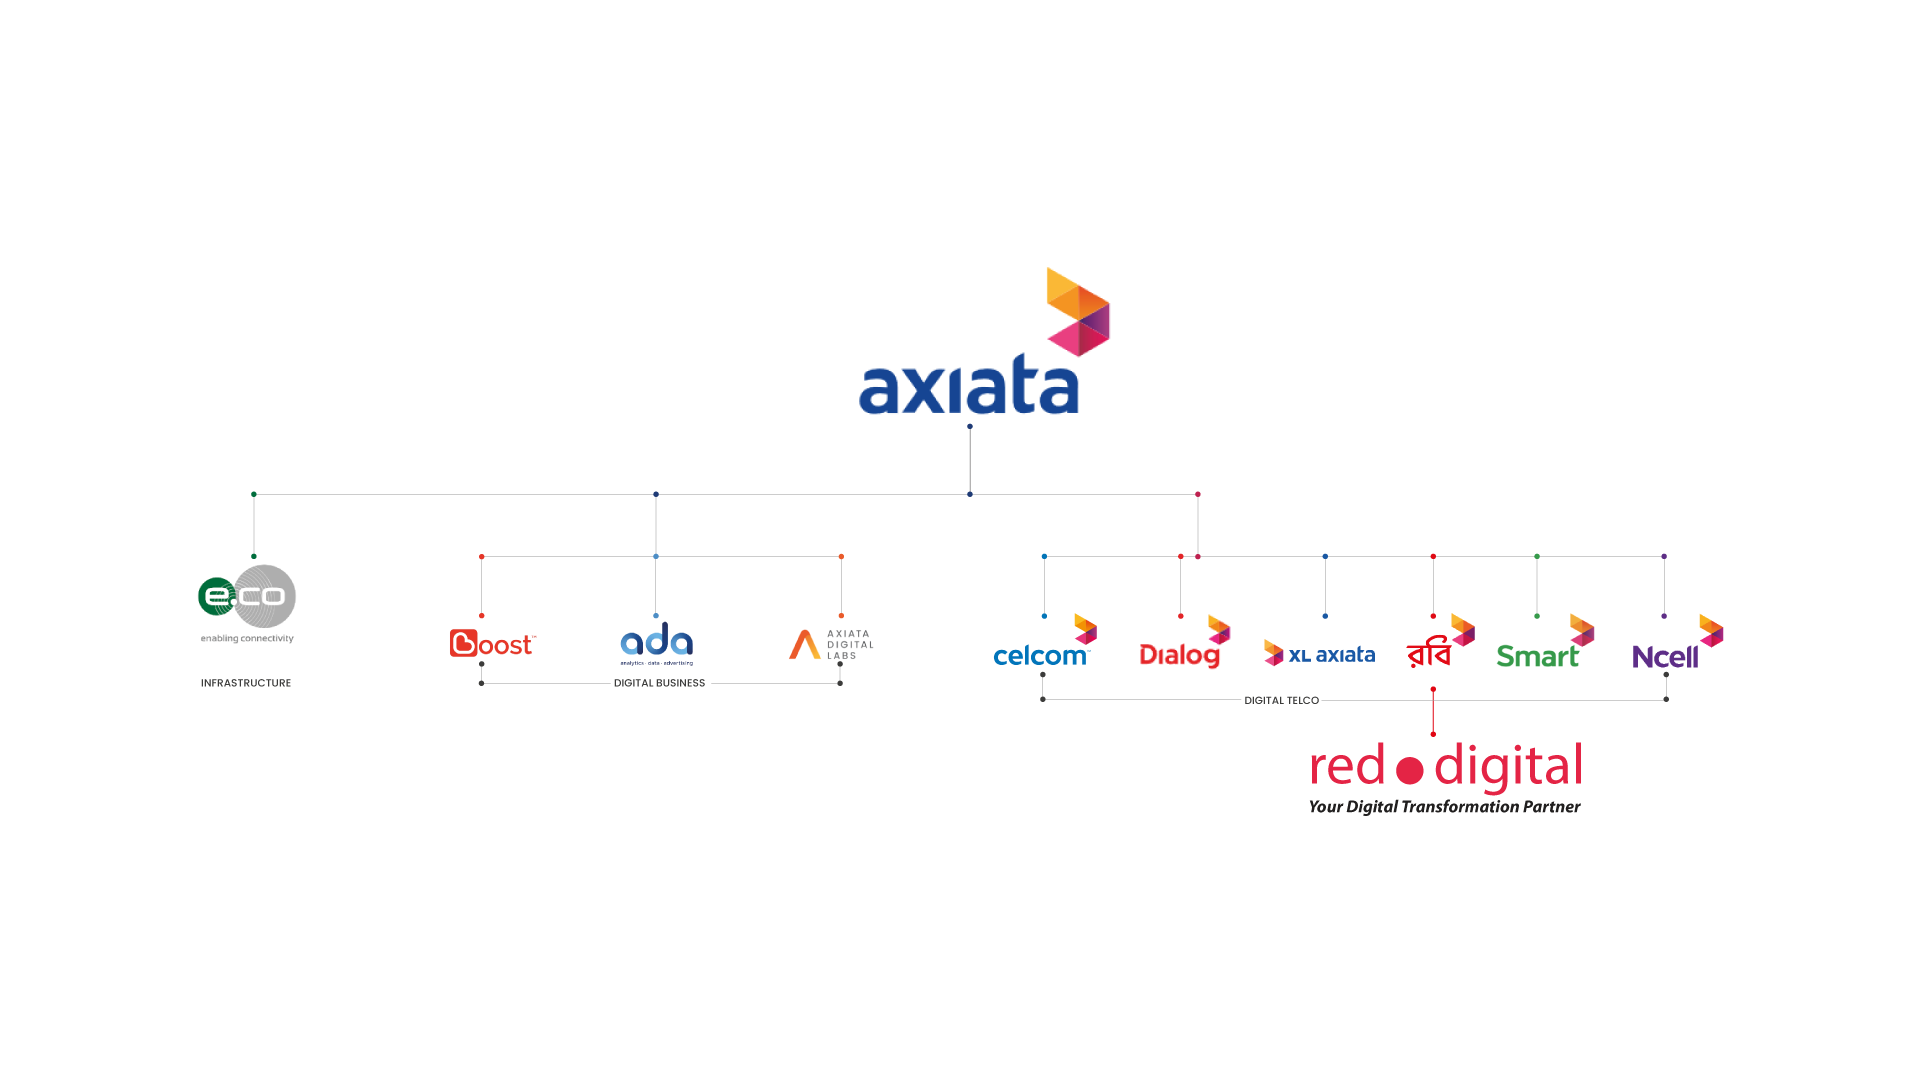 axiata
e.co
enabling connectivity
INFRASTRUCTURE
Boost™
ada
analytics · data · advertising
AXIATA
DIGITAL
LABS
DIGITAL BUSINESS
celcom™
Dialog
XL axiata
রবি
Smart
Ncell
DIGITAL TELCO
red digital
Your Digital Transformation Partner